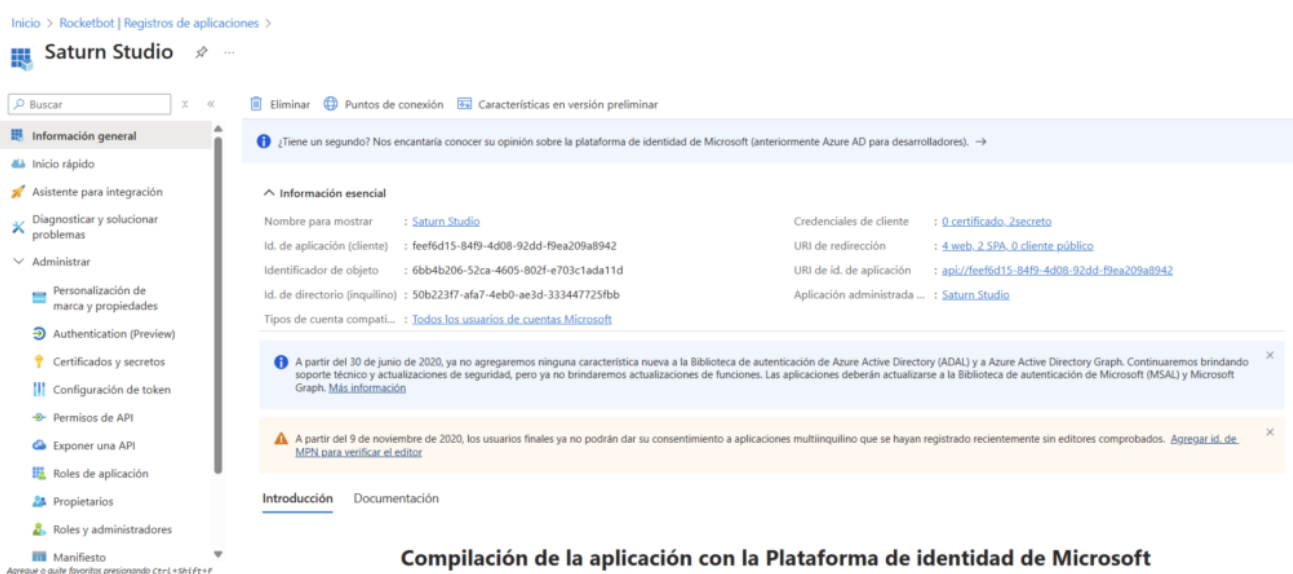 Inicio > Rocketbot | Registros de aplicaciones >
Saturn Studio
Buscar
Información general
Inicio rápido
Asistente para integración
Diagnosticar y solucionar
problemas
Administrar
Personalización de
marca y propiedades
Authentication (Preview)
Certificados y secretos
Configuración de token
Permisos de API
Exponer una API
Roles de aplicación
Propietarios
Roles y administradores
Manifiesto
Agregue o quite favoritos presionando Ctrl+Shift+F
Eliminar Puntos de conexión Características en versión preliminar
¿Tiene un segundo? Nos encantaría conocer su opinión sobre la plataforma de identidad de Microsoft (anteriormente Azure AD para desarrolladores). →
Información esencial
Nombre para mostrar : Saturn Studio
Id. de aplicación (cliente) : feef6d15-84f9-4d08-92dd-f9ea209a8942
Identificador de objeto : 6bb4b206-52ca-4605-802f-e703c1ada11d
Id. de directorio (inquilino) : 50b223f7-afa7-4eb0-ae3d-333447725fbb
Tipos de cuenta compati... : Todos los usuarios de cuentas Microsoft
Credenciales de cliente : 0 certificado, 2secreto
URI de redirección : 4 web, 2 SPA, 0 cliente público
URI de id. de aplicación : api://feef6d15-84f9-4d08-92dd-f9ea209a8942
Aplicación administrada ... : Saturn Studio
A partir del 30 de junio de 2020, ya no agregaremos ninguna característica nueva a la Biblioteca de autenticación de Azure Active Directory (ADAL) y a Azure Active Directory Graph. Continuaremos brindando
soporte técnico y actualizaciones de seguridad, pero ya no brindaremos actualizaciones de funciones. Las aplicaciones deberán actualizarse a la Biblioteca de autenticación de Microsoft (MSAL) y Microsoft
Graph. Más información
A partir del 9 de noviembre de 2020, los usuarios finales ya no podrán dar su consentimiento a aplicaciones multiinquilino que se hayan registrado recientemente sin editores comprobados. Agregar id. de
MPN para verificar el editor
Introducción Documentación
Compilación de la aplicación con la Plataforma de identidad de Microsoft